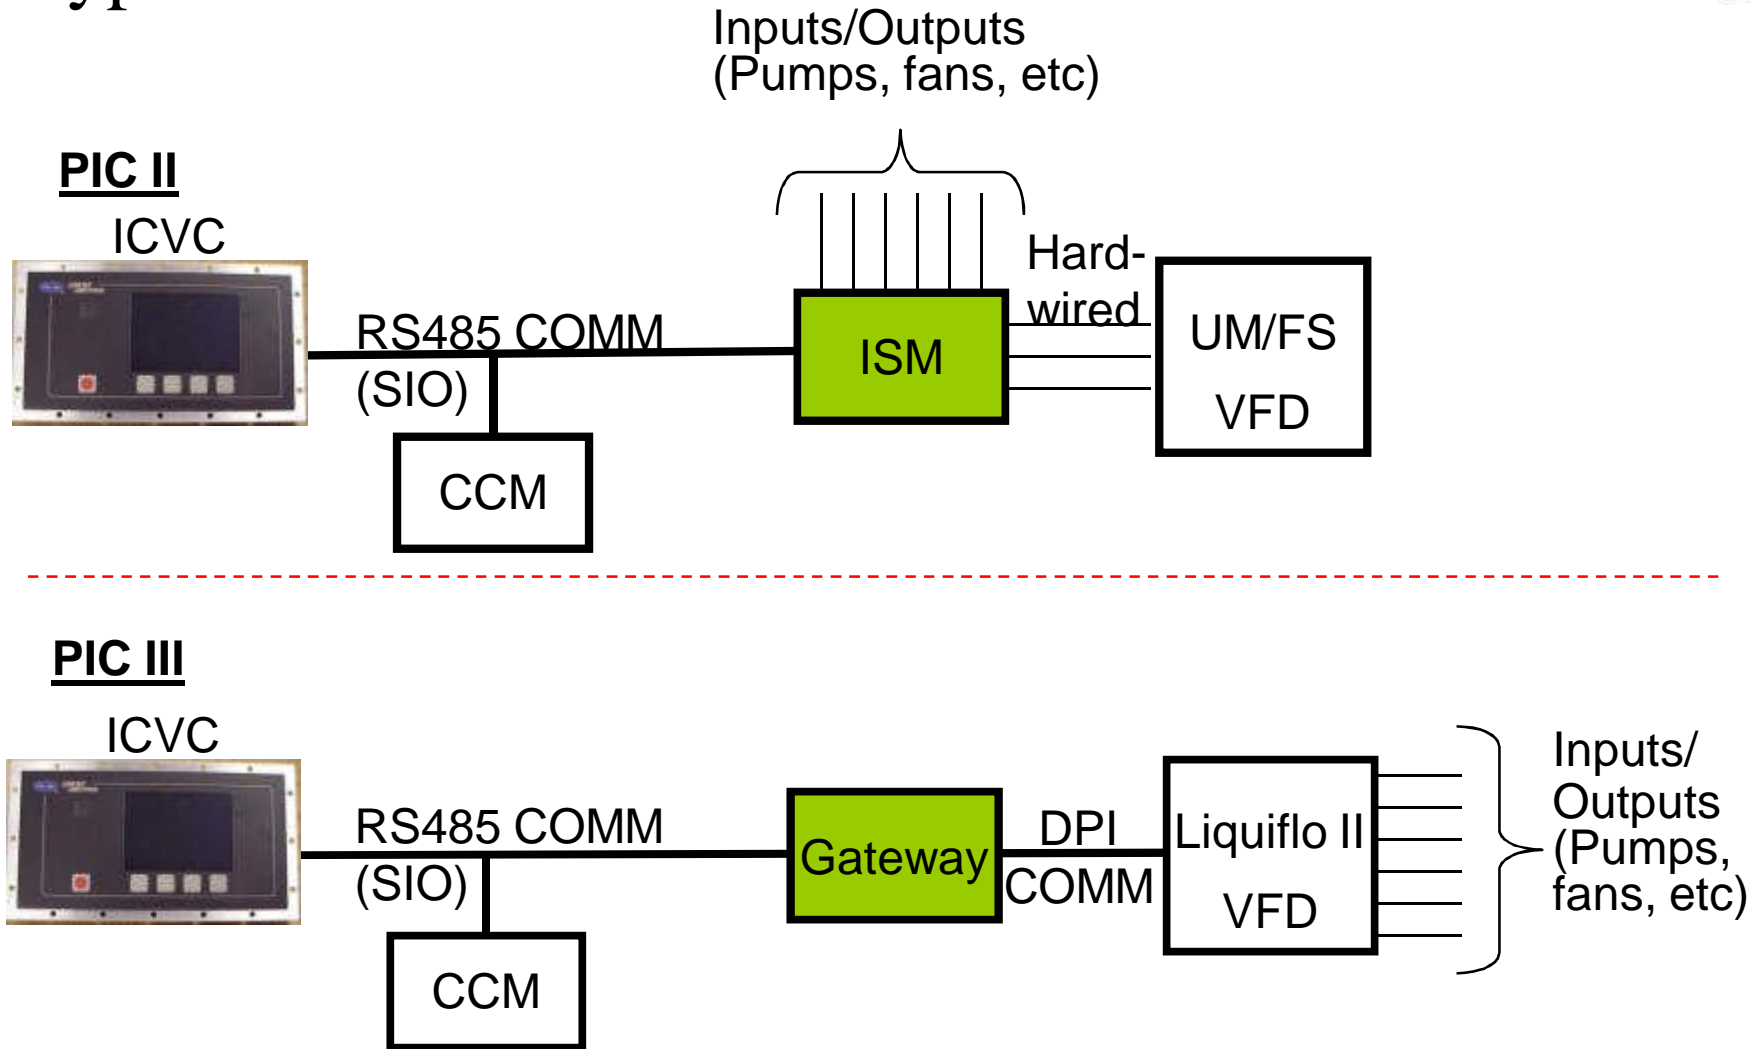 Inputs/Outputs
(Pumps, fans, etc)
PIC II
ICVC
RS485 COMM
(SIO)
CCM
ISM
Hard-
wired
UM/FS
VFD
PIC III
ICVC
RS485 COMM
(SIO)
CCM
Gateway
DPI
COMM
Liquiflo II
VFD
Inputs/
Outputs
(Pumps,
fans, etc)